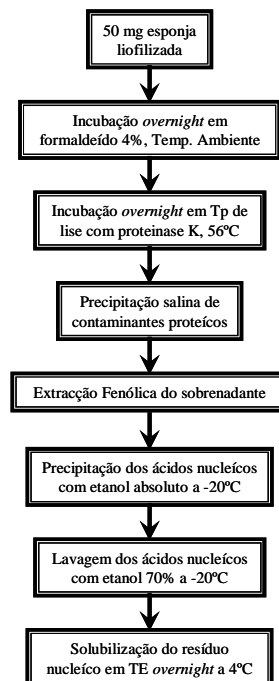 50 mg esponja
liofilizada
Incubação overnight em
formaldeído 4%, Temp. Ambiente
Incubação overnight em Tp de
lise com proteinase K, 56ºC
Precipitação salina de
contaminantes protéicos
Extracção Fenólica do sobrenadante
Precipitação dos ácidos nucleícos
com etanol absoluto a -20ºC
Lavagem dos ácidos nucleícos
com etanol 70% a -20ºC
Solubilização do resíduo
nucleíco em TE overnight a 4ºC